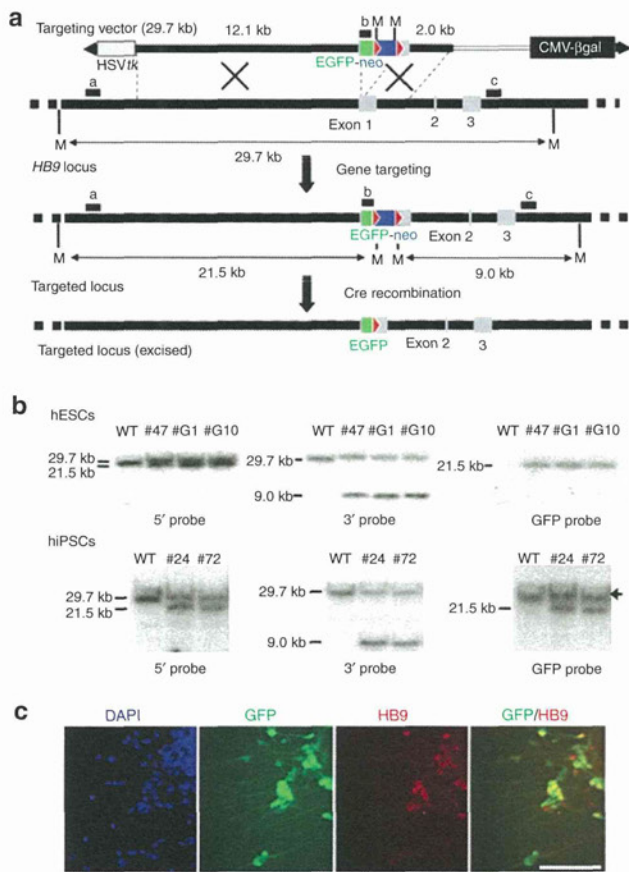 a
Targeting vector (29.7 kb) 12.1 kb b M M 2.0 kb
HSVtk EGFP-neo CMV-βgal
a c
Exon 1 2 3
M M
HB9 locus 29.7 kb
Gene targeting
a b c
EGFP-neo Exon 2 3
M M M M
21.5 kb 9.0 kb
Targeted locus Cre recombination
EGFP Exon 2 3
Targeted locus (excised)
b
hESCs
WT #47 #G1 #G10 WT #47 #G1 #G10 WT #47 #G1 #G10
29.7 kb 29.7 kb 21.5 kb
21.5 kb
9.0 kb
5′ probe 3′ probe GFP probe
hiPSCs
WT #24 #72 WT #24 #72 WT #24 #72
29.7 kb 29.7 kb
21.5 kb 21.5 kb
9.0 kb
5′ probe 3′ probe GFP probe
c
DAPI GFP HB9 GFP/HB9